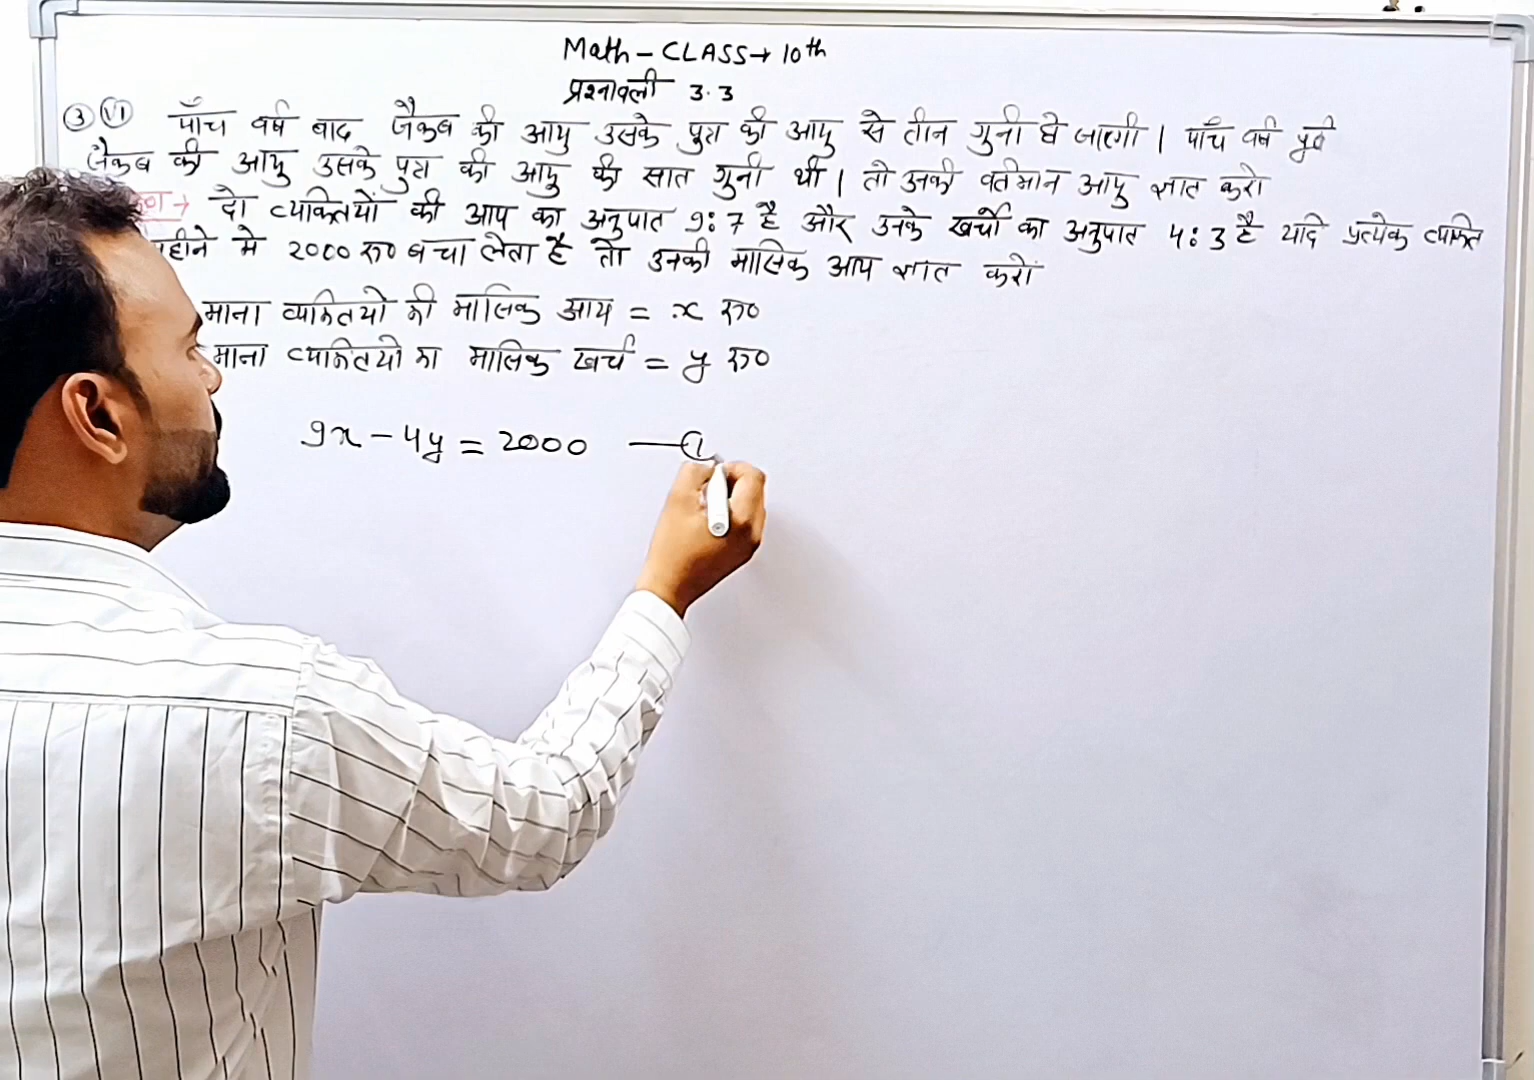 Math - CLASS → 10th
प्रश्नावली 3.3
③ (VI) पाँच वर्ष बाद जैकब की आयु उसके पुत्र की आयु से तीन गुनी हो जाएगी | पाँच वर्ष पूर्व
जैकब की आयु उसके पुत्र की आयु की सात गुनी थी | तो उनकी वर्तमान आयु ज्ञात करो
रण → दो व्यक्तियों की आय का अनुपात 9:7 है और उनके खर्चों का अनुपात 4:3 है यदि प्रत्येक व्यक्ति
महीने मे 2000 रू० बचा लेता है तो उनकी मासिक आय ज्ञात करों
माना व्यक्तियो की मासिक आय = x रू०
माना व्यक्तियो का मासिक खर्च = y रू०
9x - 4y = 2000 —①